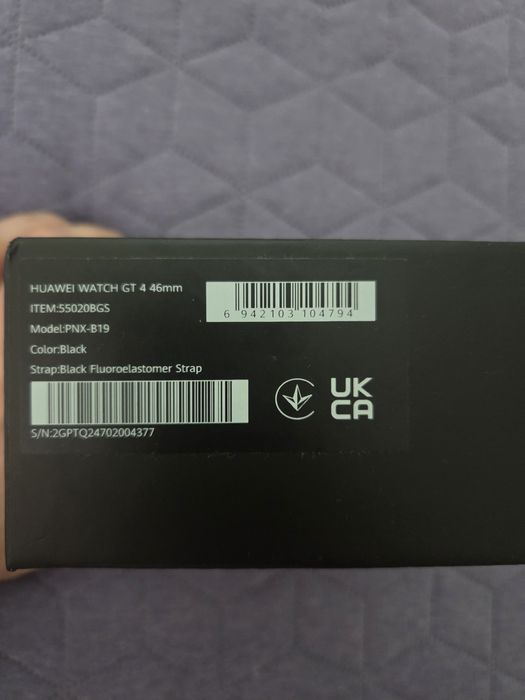 HUAWEI WATCH GT 4 46mm
ITEM:55020BGS
Model:PNX-B19
Color:Black
Strap:Black Fluoroelastomer Strap
S/N:2GPTQ24702004377
6 942103 104794
UK
CA